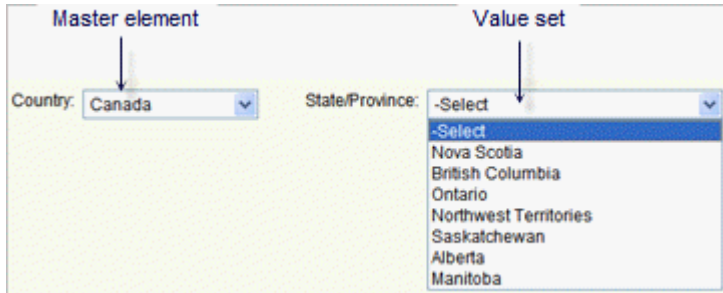 Master element
Value set
Country: Canada
State/Province: -Select
-Select
Nova Scotia
British Columbia
Ontario
Northwest Territories
Saskatchewan
Alberta
Manitoba